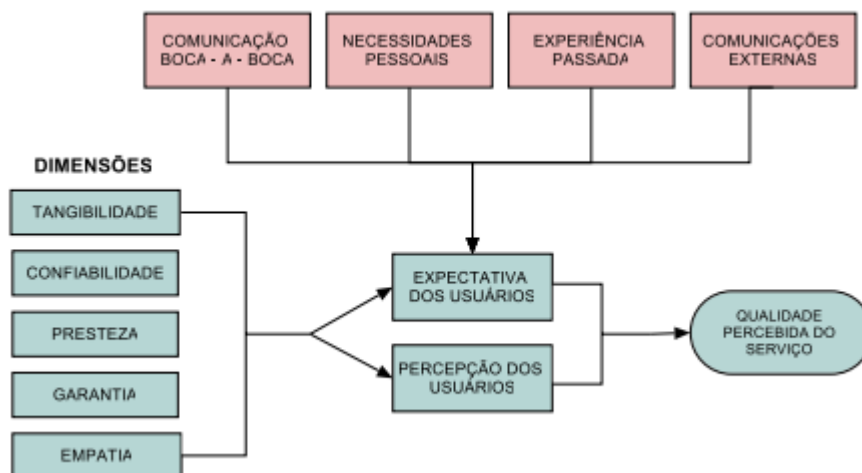 COMUNICAÇÃO
BOCA - A - BOCA
NECESSIDADES
PESSOAIS
EXPERIÊNCIA
PASSADA
COMUNICAÇÕES
EXTERNAS
DIMENSÕES
TANGIBILIDADE
CONFIABILIDADE
PRESTEZA
GARANTIA
EMPATIA
EXPECTATIVA
DOS USUÁRIOS
PERCEPÇÃO DOS
USUÁRIOS
QUALIDADE
PERCEBIDA DO
SERVIÇO